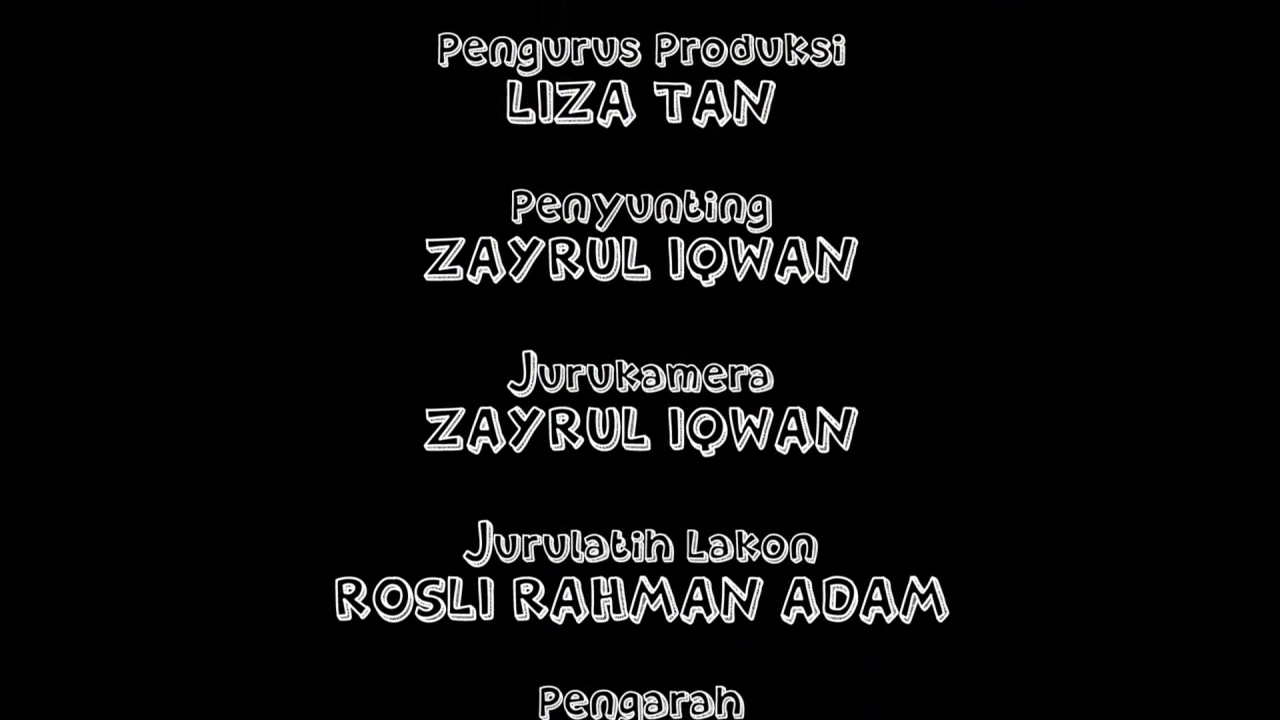 Pengurus Produksi
LIZA TAN
Penyunting
ZAYRUL IQWAN
Jurukamera
ZAYRUL IQWAN
Jurulatih Lakon
ROSLI RAHMAN ADAM
Pengarah